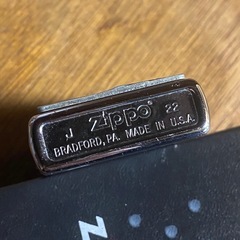 J zippo 22
BRADFORD, PA. MADE IN U.S.A.
Z